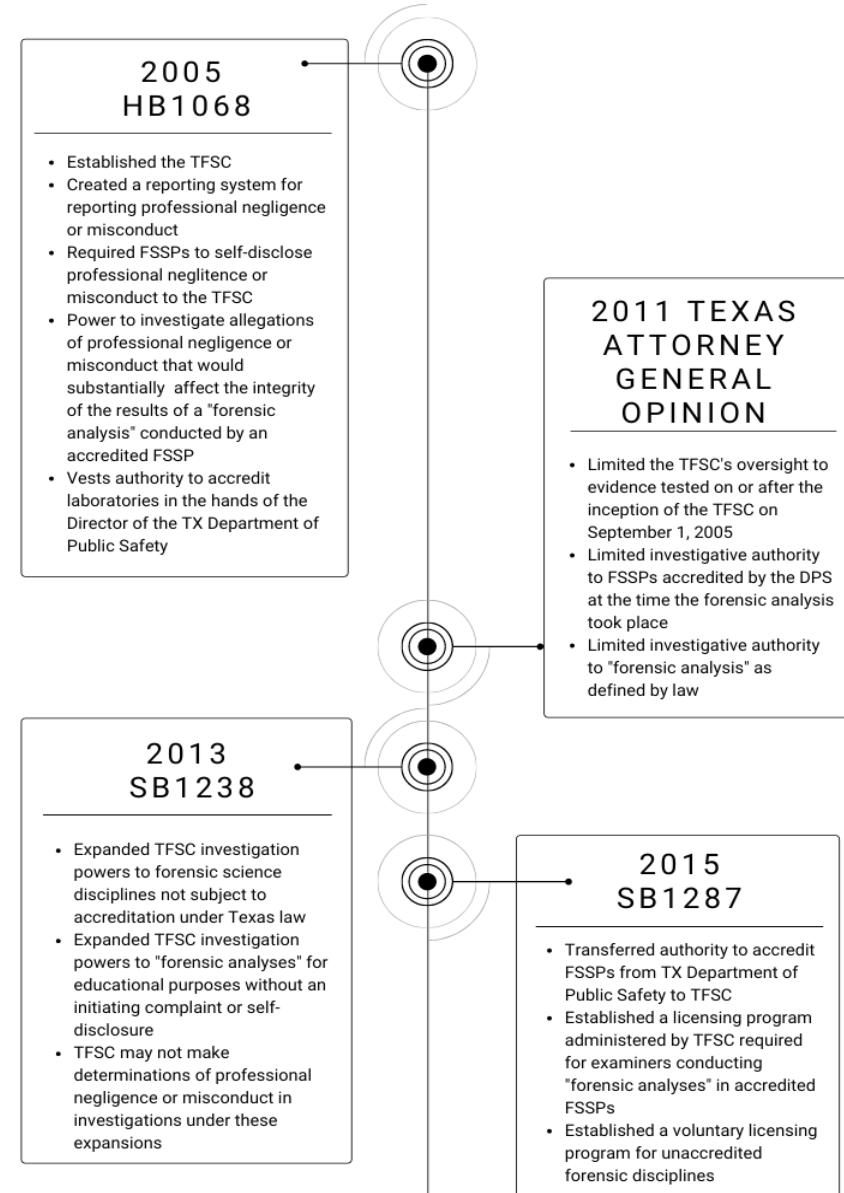 2005
HB1068
• Established the TFSC
• Created a reporting system for
reporting professional negligence
or misconduct
• Required FSSPs to self-disclose
professional neglitence or
misconduct to the TFSC
• Power to investigate allegations
of professional negligence or
misconduct that would
substantially affect the integrity
of the results of a "forensic
analysis" conducted by an
accredited FSSP
• Vests authority to accredit
laboratories in the hands of the
Director of the TX Department of
Public Safety
2011 TEXAS
ATTORNEY
GENERAL
OPINION
• Limited the TFSC's oversight to
evidence tested on or after the
inception of the TFSC on
September 1, 2005
• Limited investigative authority
to FSSPs accredited by the DPS
at the time the forensic analysis
took place
• Limited investigative authority
to "forensic analysis" as
defined by law
2013
SB1238
• Expanded TFSC investigation
powers to forensic science
disciplines not subject to
accreditation under Texas law
• Expanded TFSC investigation
powers to "forensic analyses" for
educational purposes without an
initiating complaint or self-
disclosure
• TFSC may not make
determinations of professional
negligence or misconduct in
investigations under these
expansions
2015
SB1287
• Transferred authority to accredit
FSSPs from TX Department of
Public Safety to TFSC
• Established a licensing program
administered by TFSC required
for examiners conducting
"forensic analyses" in accredited
FSSPs
• Established a voluntary licensing
program for unaccredited
forensic disciplines